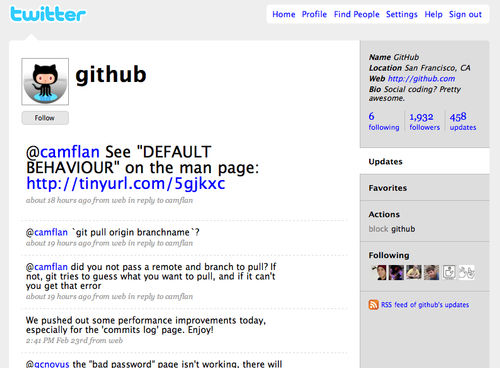 twitter
Home Profile Find People Settings Help Sign out
github
Follow
@camflan See "DEFAULT
BEHAVIOUR" on the man page:
http://tinyurl.com/5gjkxc
about 18 hours ago from web in reply to camflan
@camflan `git pull origin branchname`?
about 19 hours ago from web in reply to camflan
@camflan did you not pass a remote and branch to pull? If
not, git tries to guess what you want to pull, and if it can't
you get that error
about 19 hours ago from web in reply to camflan
We pushed out some performance improvements today,
especially for the 'commits log' page. Enjoy!
2:41 PM Feb 23rd from web
@qcnovus the "bad password" page isn't working, there will
Name GitHub
Location San Francisco, CA
Web http://github.com
Bio Social coding? Pretty
awesome.
6 1,932 458
following followers updates
Updates
Favorites
Actions
block github
Following
RSS feed of github's updates